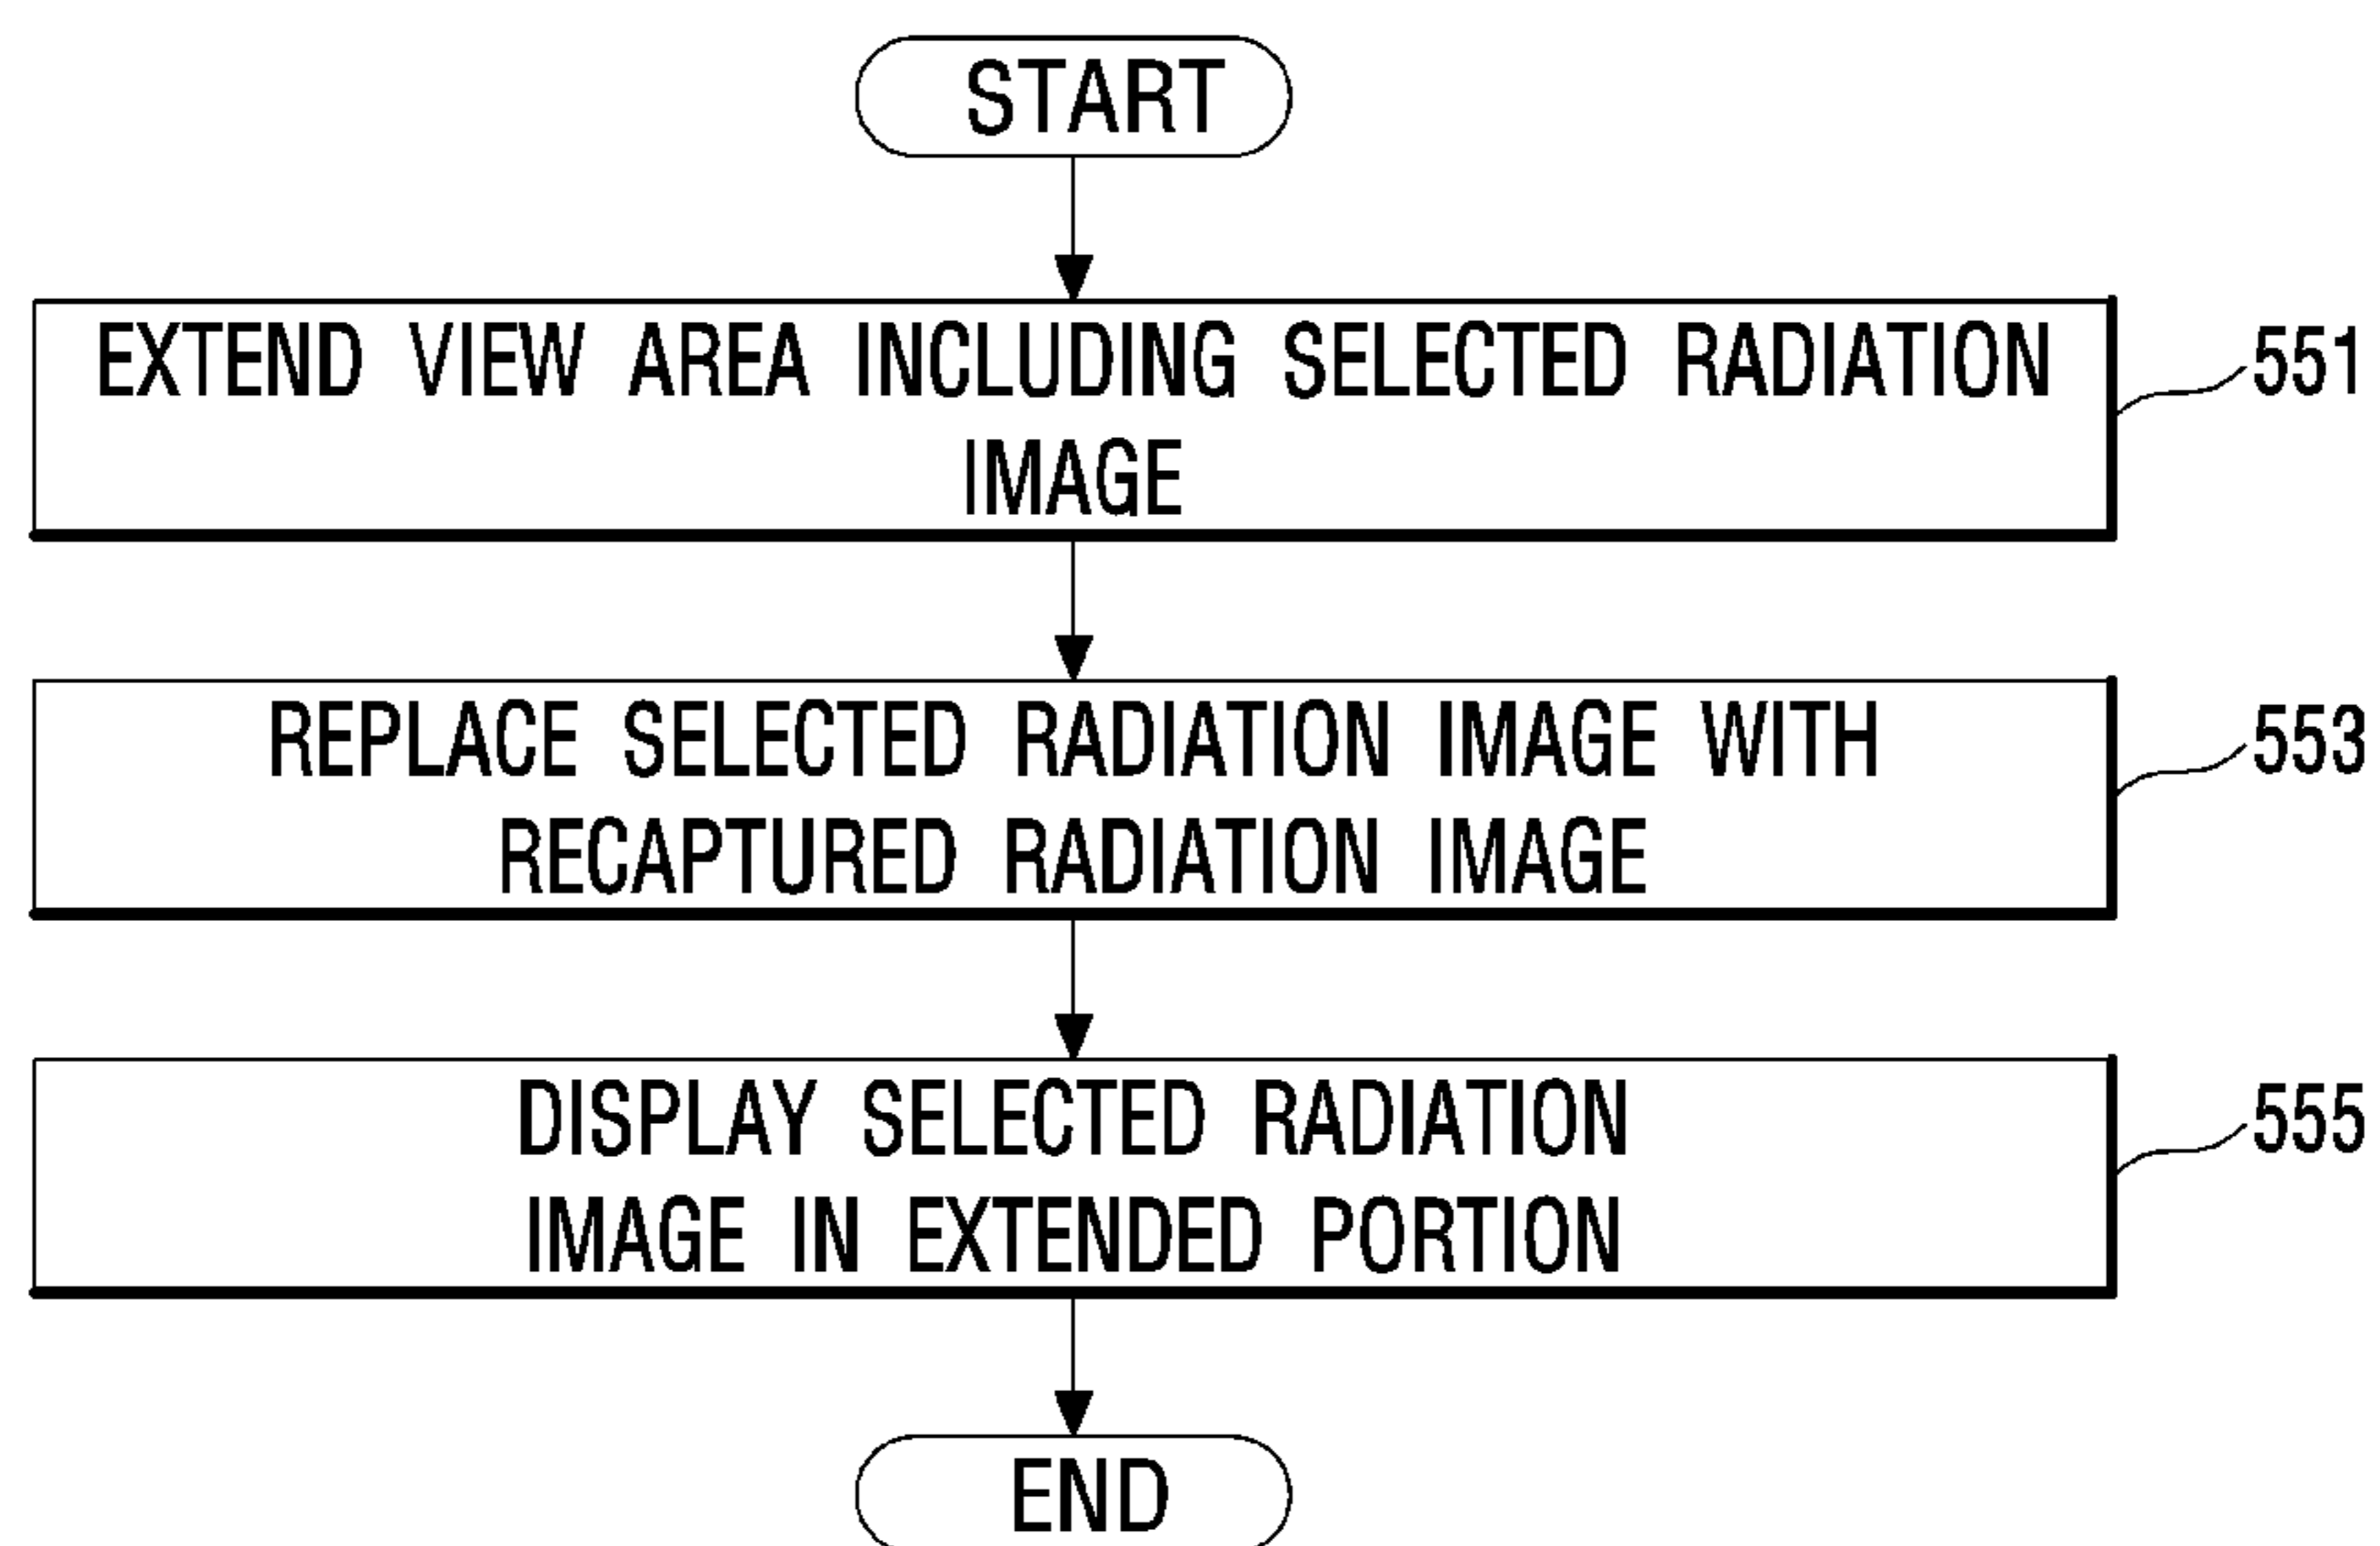 START
EXTEND VIEW AREA INCLUDING SELECTED RADIATION
IMAGE
551
REPLACE SELECTED RADIATION IMAGE WITH
RECAPTURED RADIATION IMAGE
553
DISPLAY SELECTED RADIATION
IMAGE IN EXTENDED PORTION
555
END